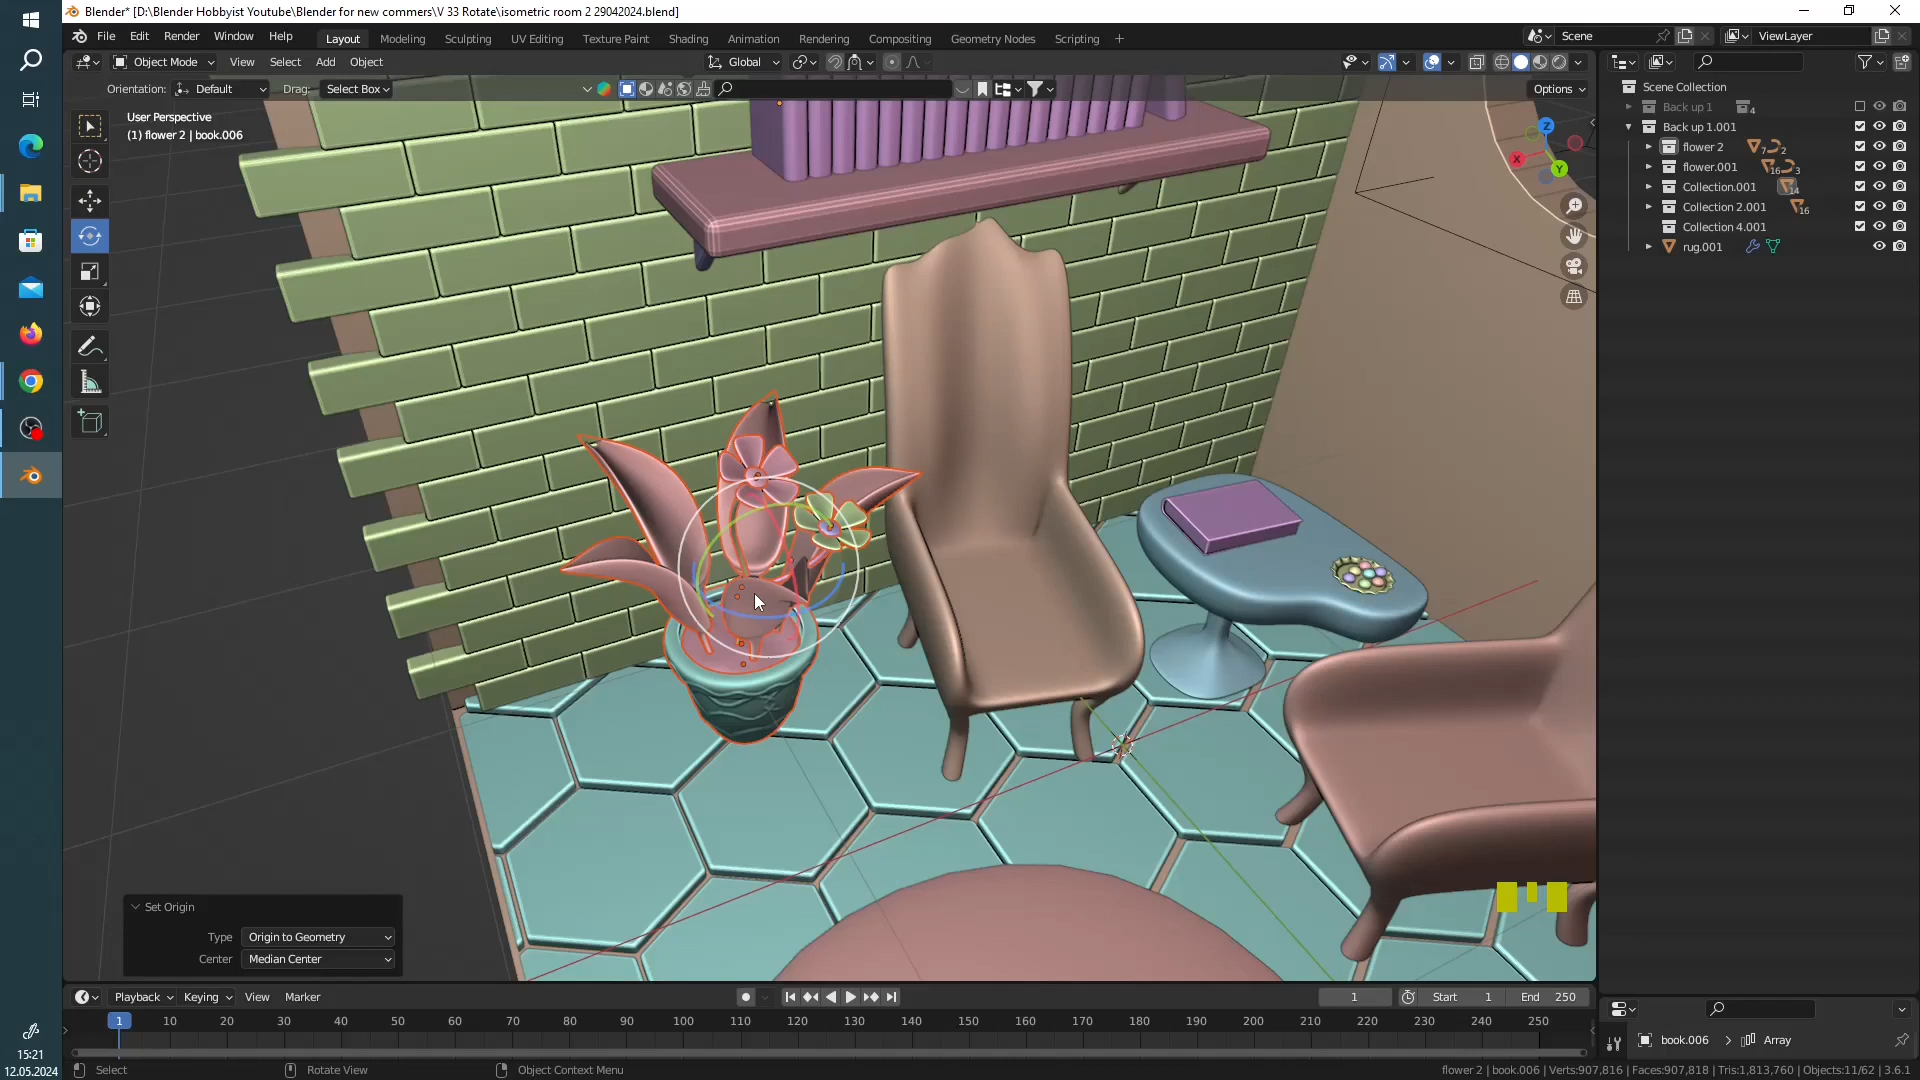 Blender* [D:\Blender Hobbyist Youtube\Blender for new commers\V 33 Rotate\isometric room 2 29042024.blend]
File Edit Render Window Help Layout Modeling Sculpting UV Editing Texture Paint Shading Animation Rendering Compositing Geometry Nodes Scripting + Scene ViewLayer
Object Mode View Select Add Object Global
Orientation: Default Drag: Select Box Options
User Perspective
(1) flower 2 | book.006
Z
X
Y
Scene Collection
Back up 1 4
Back up 1.001
flower 2 7 2
flower.001 16 3
Collection.001 14
Collection 2.001 16
Collection 4.001
rug.001
Set Origin
Type Origin to Geometry
Center Median Center
Playback Keying View Marker 1 Start 1 End 250
1 10 20 30 40 50 60 70 80 90 100 110 120 130 140 150 160 170 180 190 200 210 220 230 240 250
book.006 > Array
Select Rotate View Object Context Menu
flower 2 | book.006 | Verts:907,816 | Faces:907,818 | Tris:1,813,760 | Objects:11/62 | 3.6.1
15:21
12.05.2024